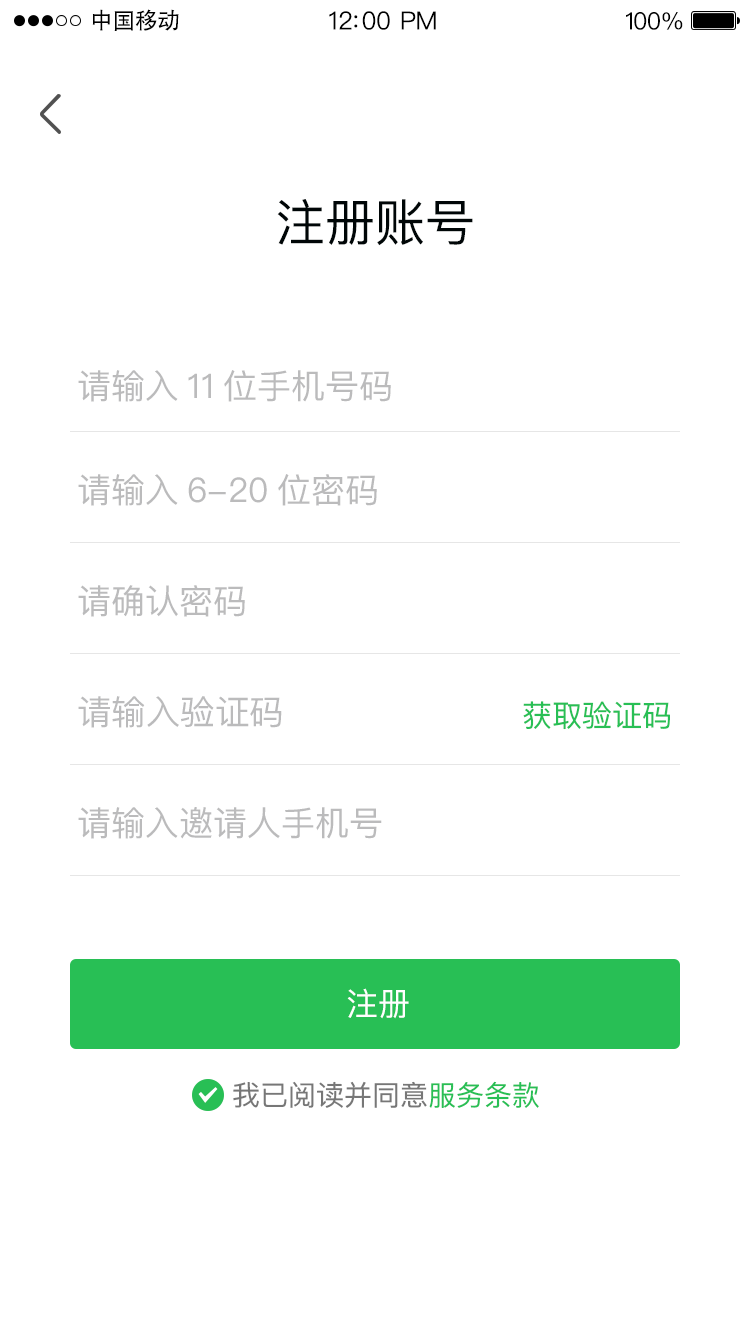 中国移动 12:00 PM 100%
注册账号
请输入 11 位手机号码
请输入 6-20 位密码
请确认密码
请输入验证码 获取验证码
请输入邀请人手机号
注册
我已阅读并同意服务条款